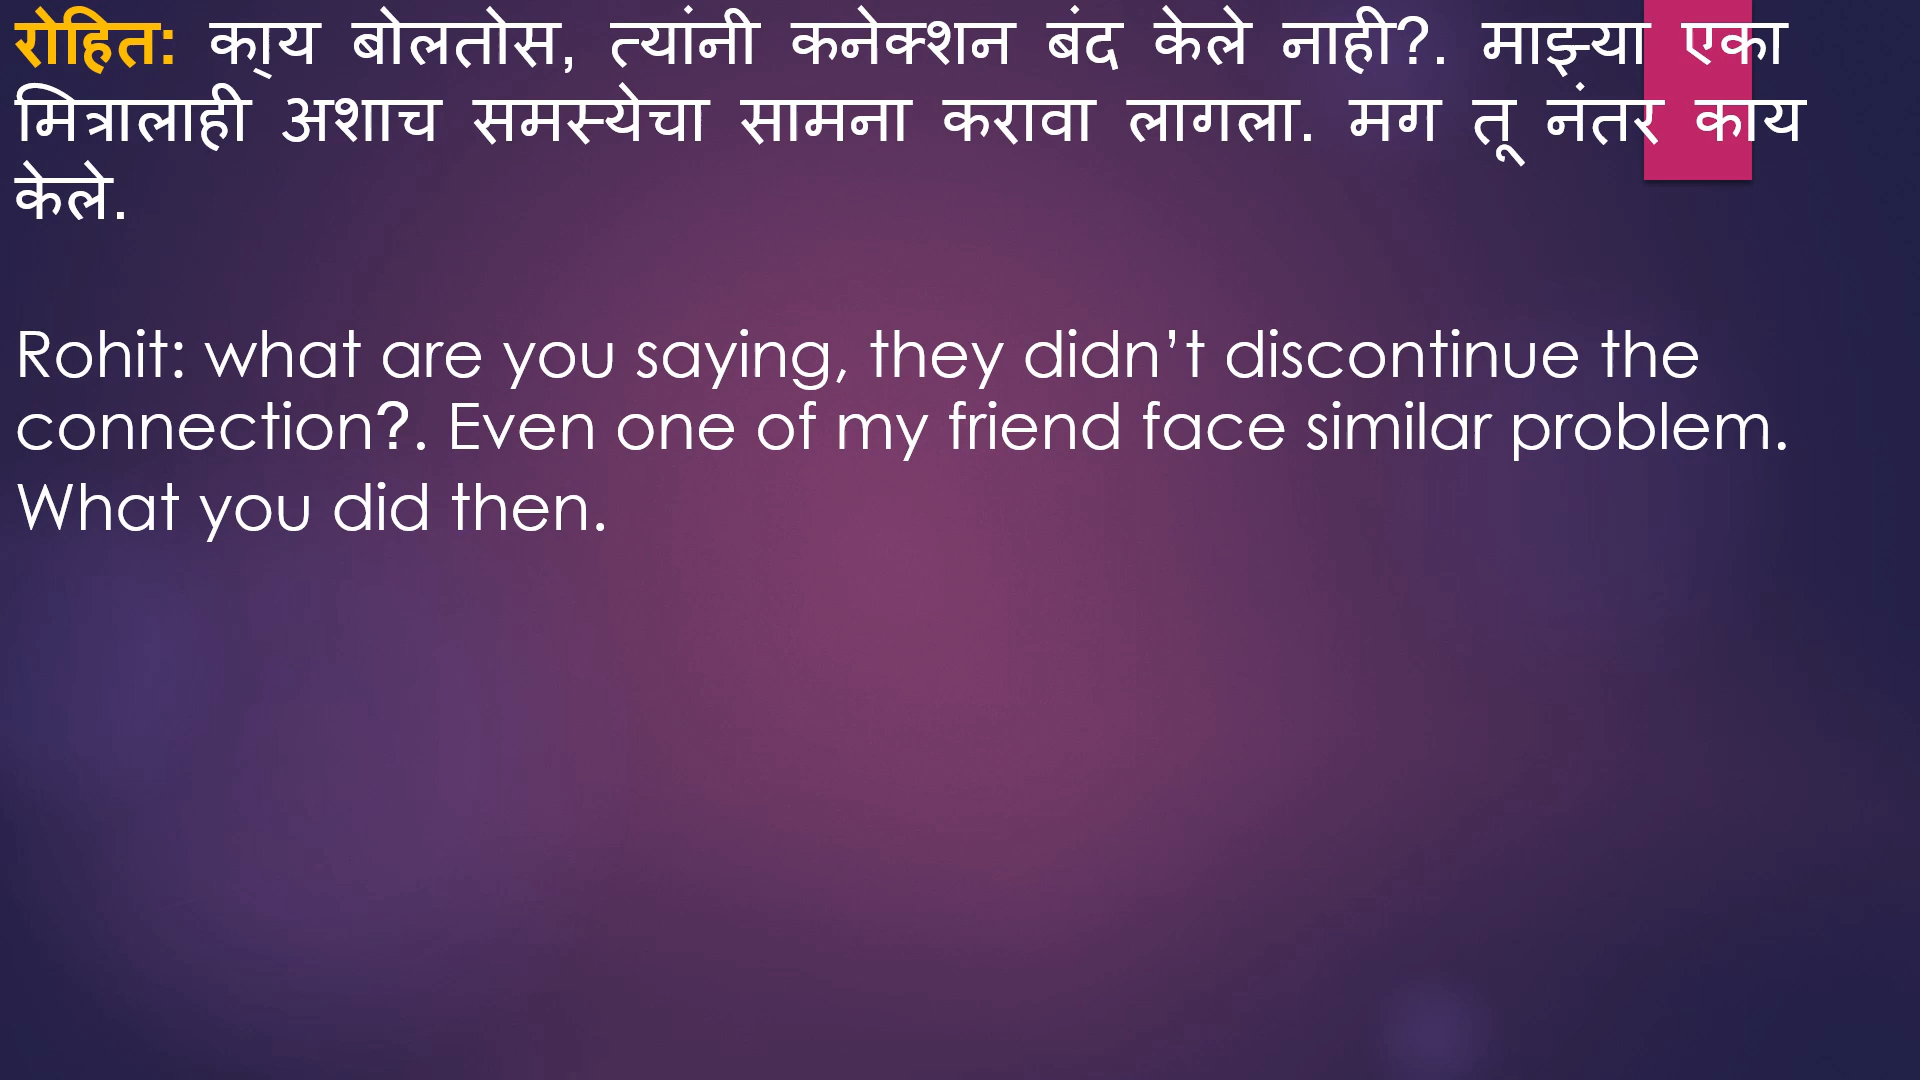 रोहित: का्य बोलतोस, त्यांनी कनेक्शन बंद केले नाही?. माझ्या एका
मित्रालाही अशाच समस्येचा सामना करावा लागला. मग तू नंतर काय
केले.
Rohit: what are you saying, they didn’t discontinue the
connection?. Even one of my friend face similar problem.
What you did then.